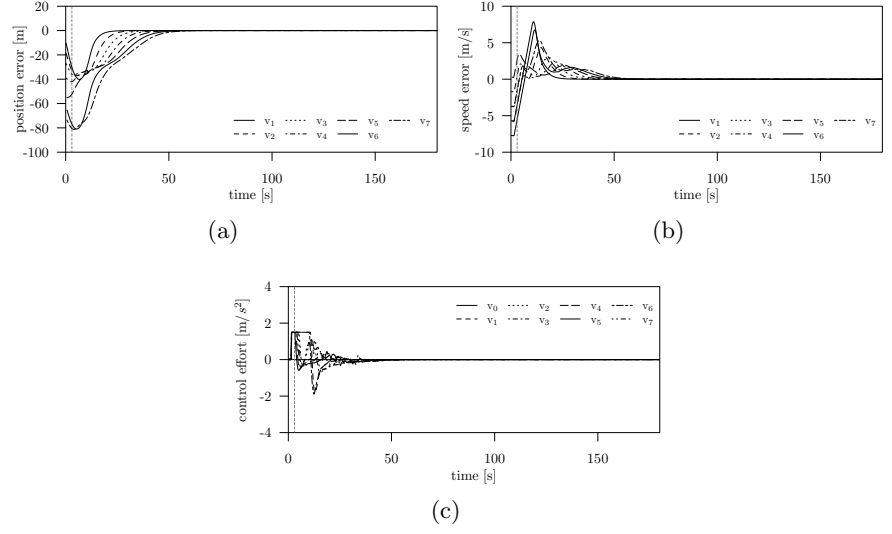 20
0
-20
-40
-60
-80
-100
position error [m]
v1 v3 v5 v7
v2 v4 v6
0 50 100 150
time [s]
(a)
10
5
0
-5
-10
speed error [m/s]
v1 v3 v5 v7
v2 v4 v6
0 50 100 150
time [s]
(b)
4
2
0
-2
-4
control effort [m/s²]
v0 v2 v4 v6
v1 v3 v5 v7
0 50 100 150
time [s]
(c)